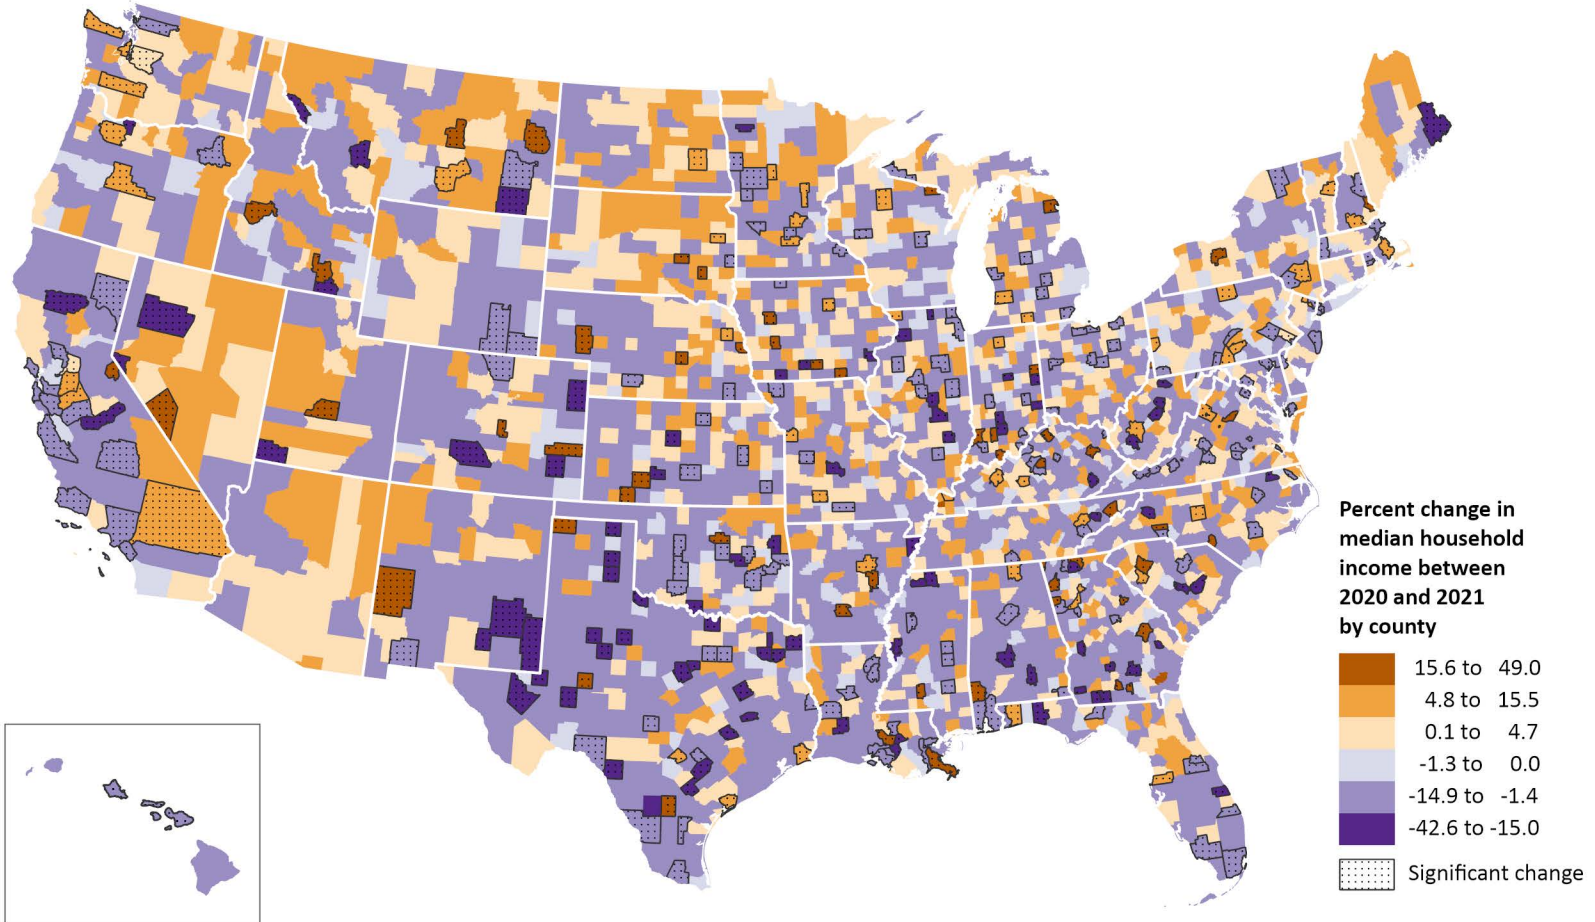 Percent change in
median household
income between
2020 and 2021
by county
15.6 to 49.0
4.8 to 15.5
0.1 to 4.7
-1.3 to 0.0
-14.9 to -1.4
-42.6 to -15.0
Significant change